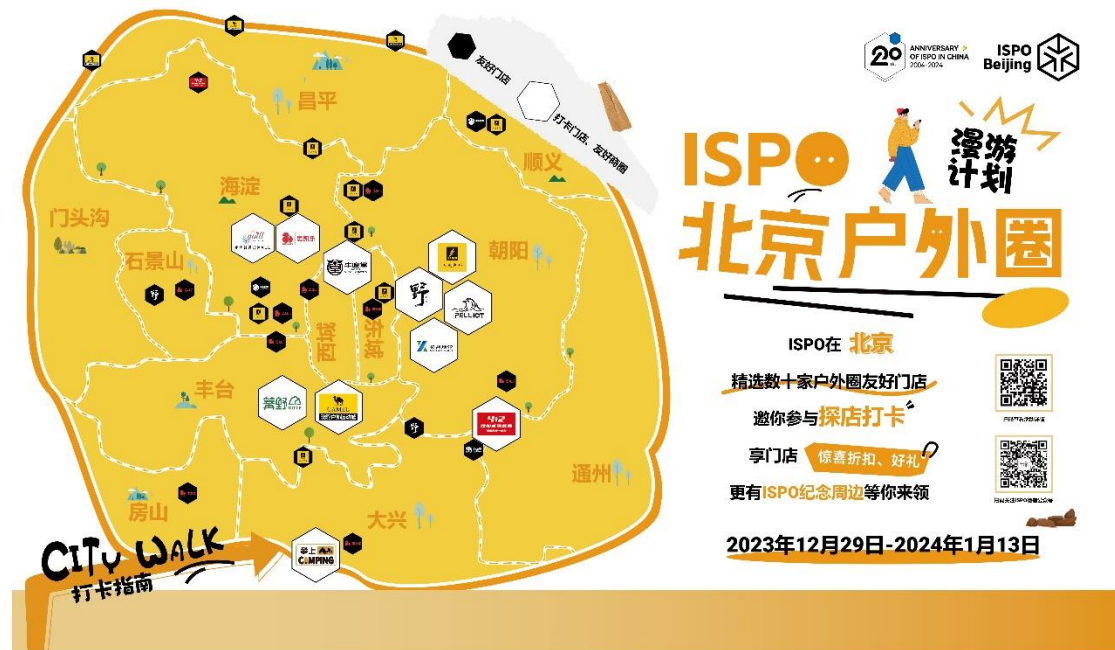 20 ANNIVERSARY
OF ISPO IN CHINA
2004-2024
ISPO
Beijing
ISPO
漫游
计划
北京户外圈
ISPO在 北京
精选数十家户外圈友好门店
邀你参与探店打卡
享门店 惊喜折扣、好礼
更有ISPO纪念周边等你来领
2023年12月29日-2024年1月13日
友好门店
打卡门店、友好商圈
昌平
顺义
海淀
门头沟
石景山
朝阳
西城
东城
丰台
通州
房山
大兴
野
PELLIOT
CAMEL
野
野
CAMPING
CITY WALK
打卡指南